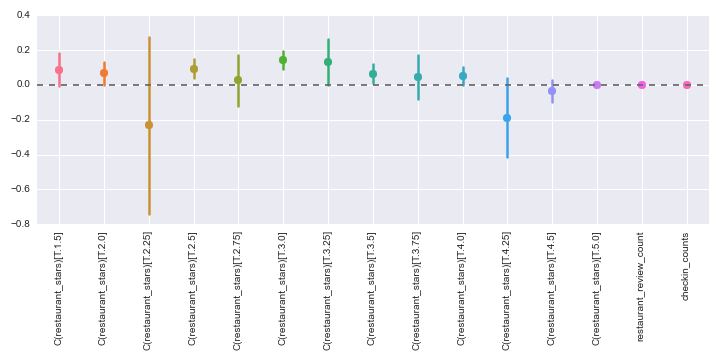 0.4
0.2
0.0
−0.2
−0.4
−0.6
−0.8
C(restaurant_stars)[T.1.5]
C(restaurant_stars)[T.2.0]
C(restaurant_stars)[T.2.25]
C(restaurant_stars)[T.2.5]
C(restaurant_stars)[T.2.75]
C(restaurant_stars)[T.3.0]
C(restaurant_stars)[T.3.25]
C(restaurant_stars)[T.3.5]
C(restaurant_stars)[T.3.75]
C(restaurant_stars)[T.4.0]
C(restaurant_stars)[T.4.25]
C(restaurant_stars)[T.4.5]
C(restaurant_stars)[T.5.0]
restaurant_review_count
checkin_counts